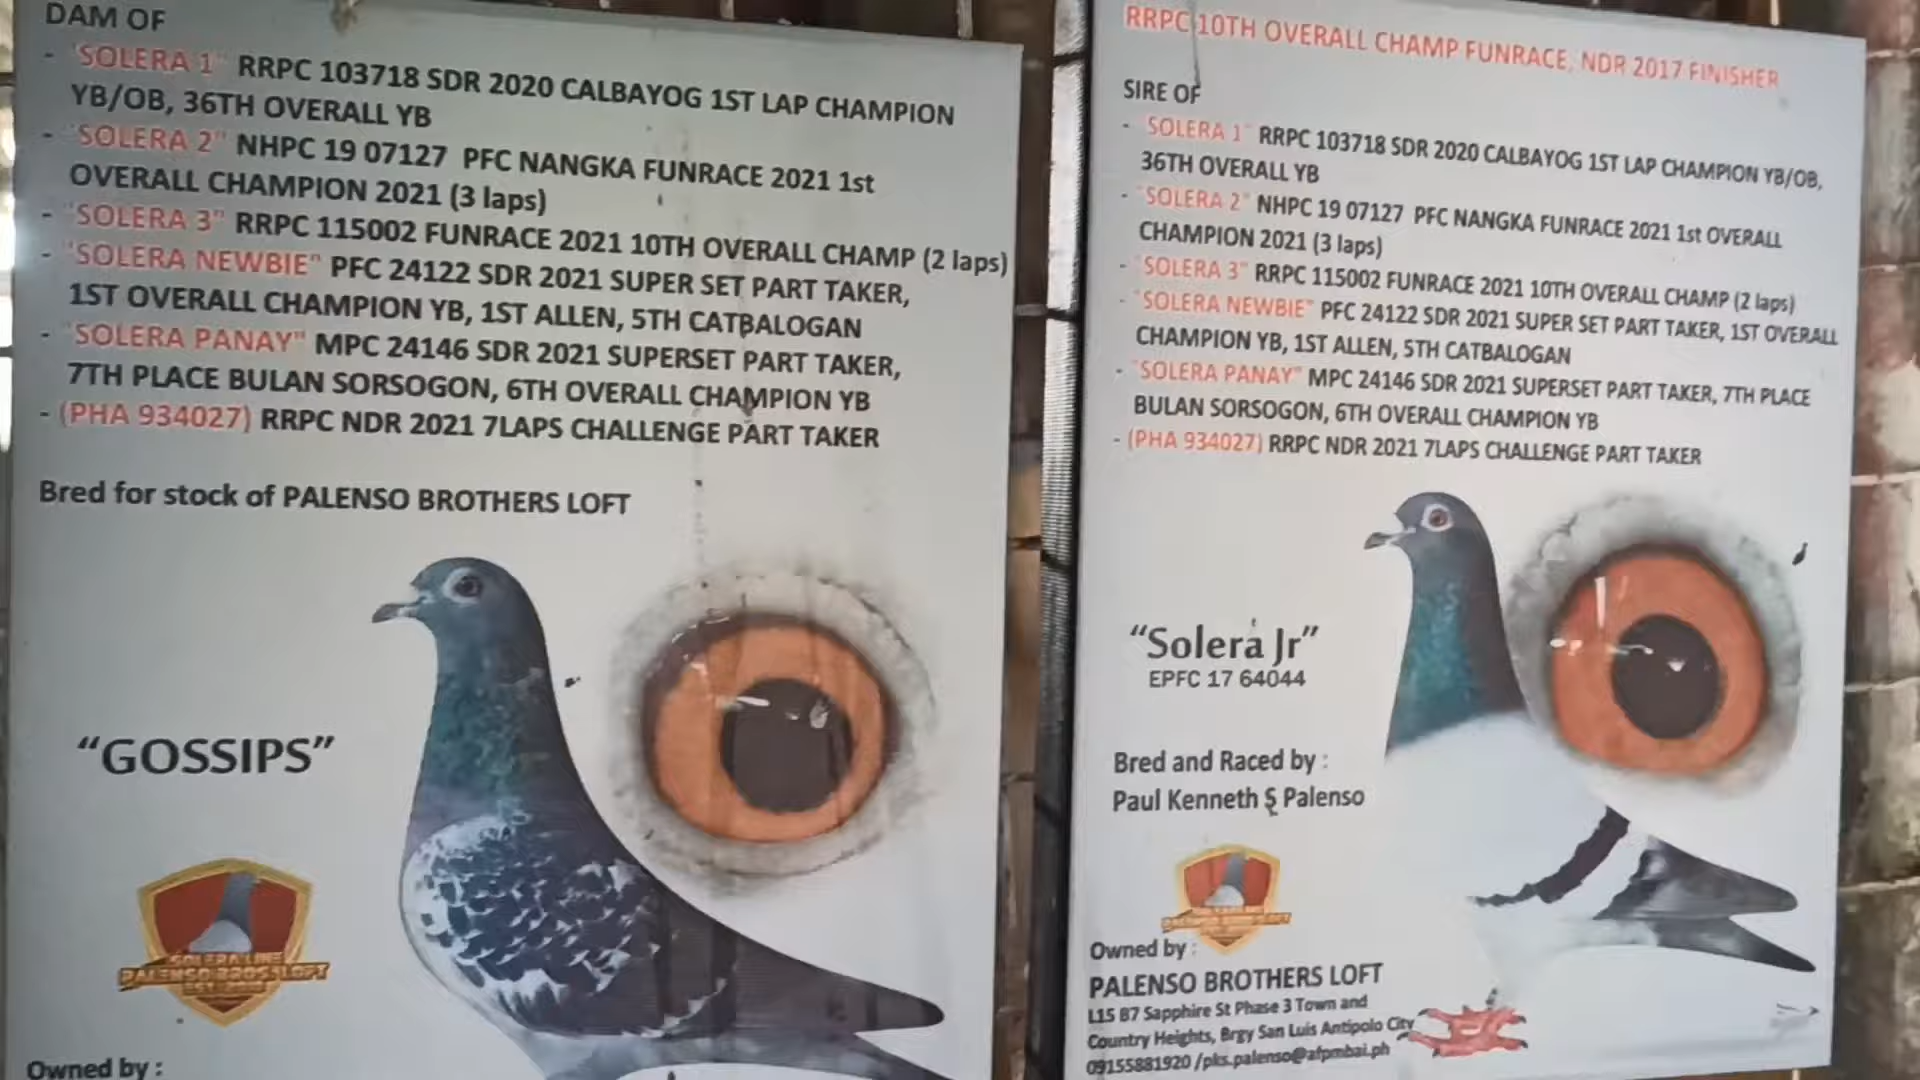 DAM OF
- "SOLERA 1" RRPC 103718 SDR 2020 CALBAYOG 1ST LAP CHAMPION
YB/OB, 36TH OVERALL YB
- "SOLERA 2" NHPC 19 07127 PFC NANGKA FUNRACE 2021 1st
OVERALL CHAMPION 2021 (3 laps)
- "SOLERA 3" RRPC 115002 FUNRACE 2021 10TH OVERALL CHAMP (2 laps)
- "SOLERA NEWBIE" PFC 24122 SDR 2021 SUPER SET PART TAKER,
1ST OVERALL CHAMPION YB, 1ST ALLEN, 5TH CATBALOGAN
- "SOLERA PANAY" MPC 24146 SDR 2021 SUPERSET PART TAKER,
7TH PLACE BULAN SORSOGON, 6TH OVERALL CHAMPION YB
- (PHA 934027) RRPC NDR 2021 7LAPS CHALLENGE PART TAKER
Bred for stock of PALENSO BROTHERS LOFT
"GOSSIPS"
SOLERA LINE
PALENSO BROS. LOFT
Owned by :
RRPC 10TH OVERALL CHAMP FUNRACE, NDR 2017 FINISHER
SIRE OF
- "SOLERA 1" RRPC 103718 SDR 2020 CALBAYOG 1ST LAP CHAMPION YB/OB,
36TH OVERALL YB
- "SOLERA 2" NHPC 19 07127 PFC NANGKA FUNRACE 2021 1st OVERALL
CHAMPION 2021 (3 laps)
- "SOLERA 3" RRPC 115002 FUNRACE 2021 10TH OVERALL CHAMP (2 laps)
- "SOLERA NEWBIE" PFC 24122 SDR 2021 SUPER SET PART TAKER, 1ST OVERALL
CHAMPION YB, 1ST ALLEN, 5TH CATBALOGAN
- "SOLERA PANAY" MPC 24146 SDR 2021 SUPERSET PART TAKER, 7TH PLACE
BULAN SORSOGON, 6TH OVERALL CHAMPION YB
- (PHA 934027) RRPC NDR 2021 7LAPS CHALLENGE PART TAKER
"Solera Jr"
EPFC 17 64044
Bred and Raced by :
Paul Kenneth S Palenso
Owned by :
PALENSO BROTHERS LOFT
L15 B7 Sapphire St Phase 3 Town and
Country Heights, Brgy San Luis Antipolo City
09155881920 /pks.palenso@afpmbai.ph